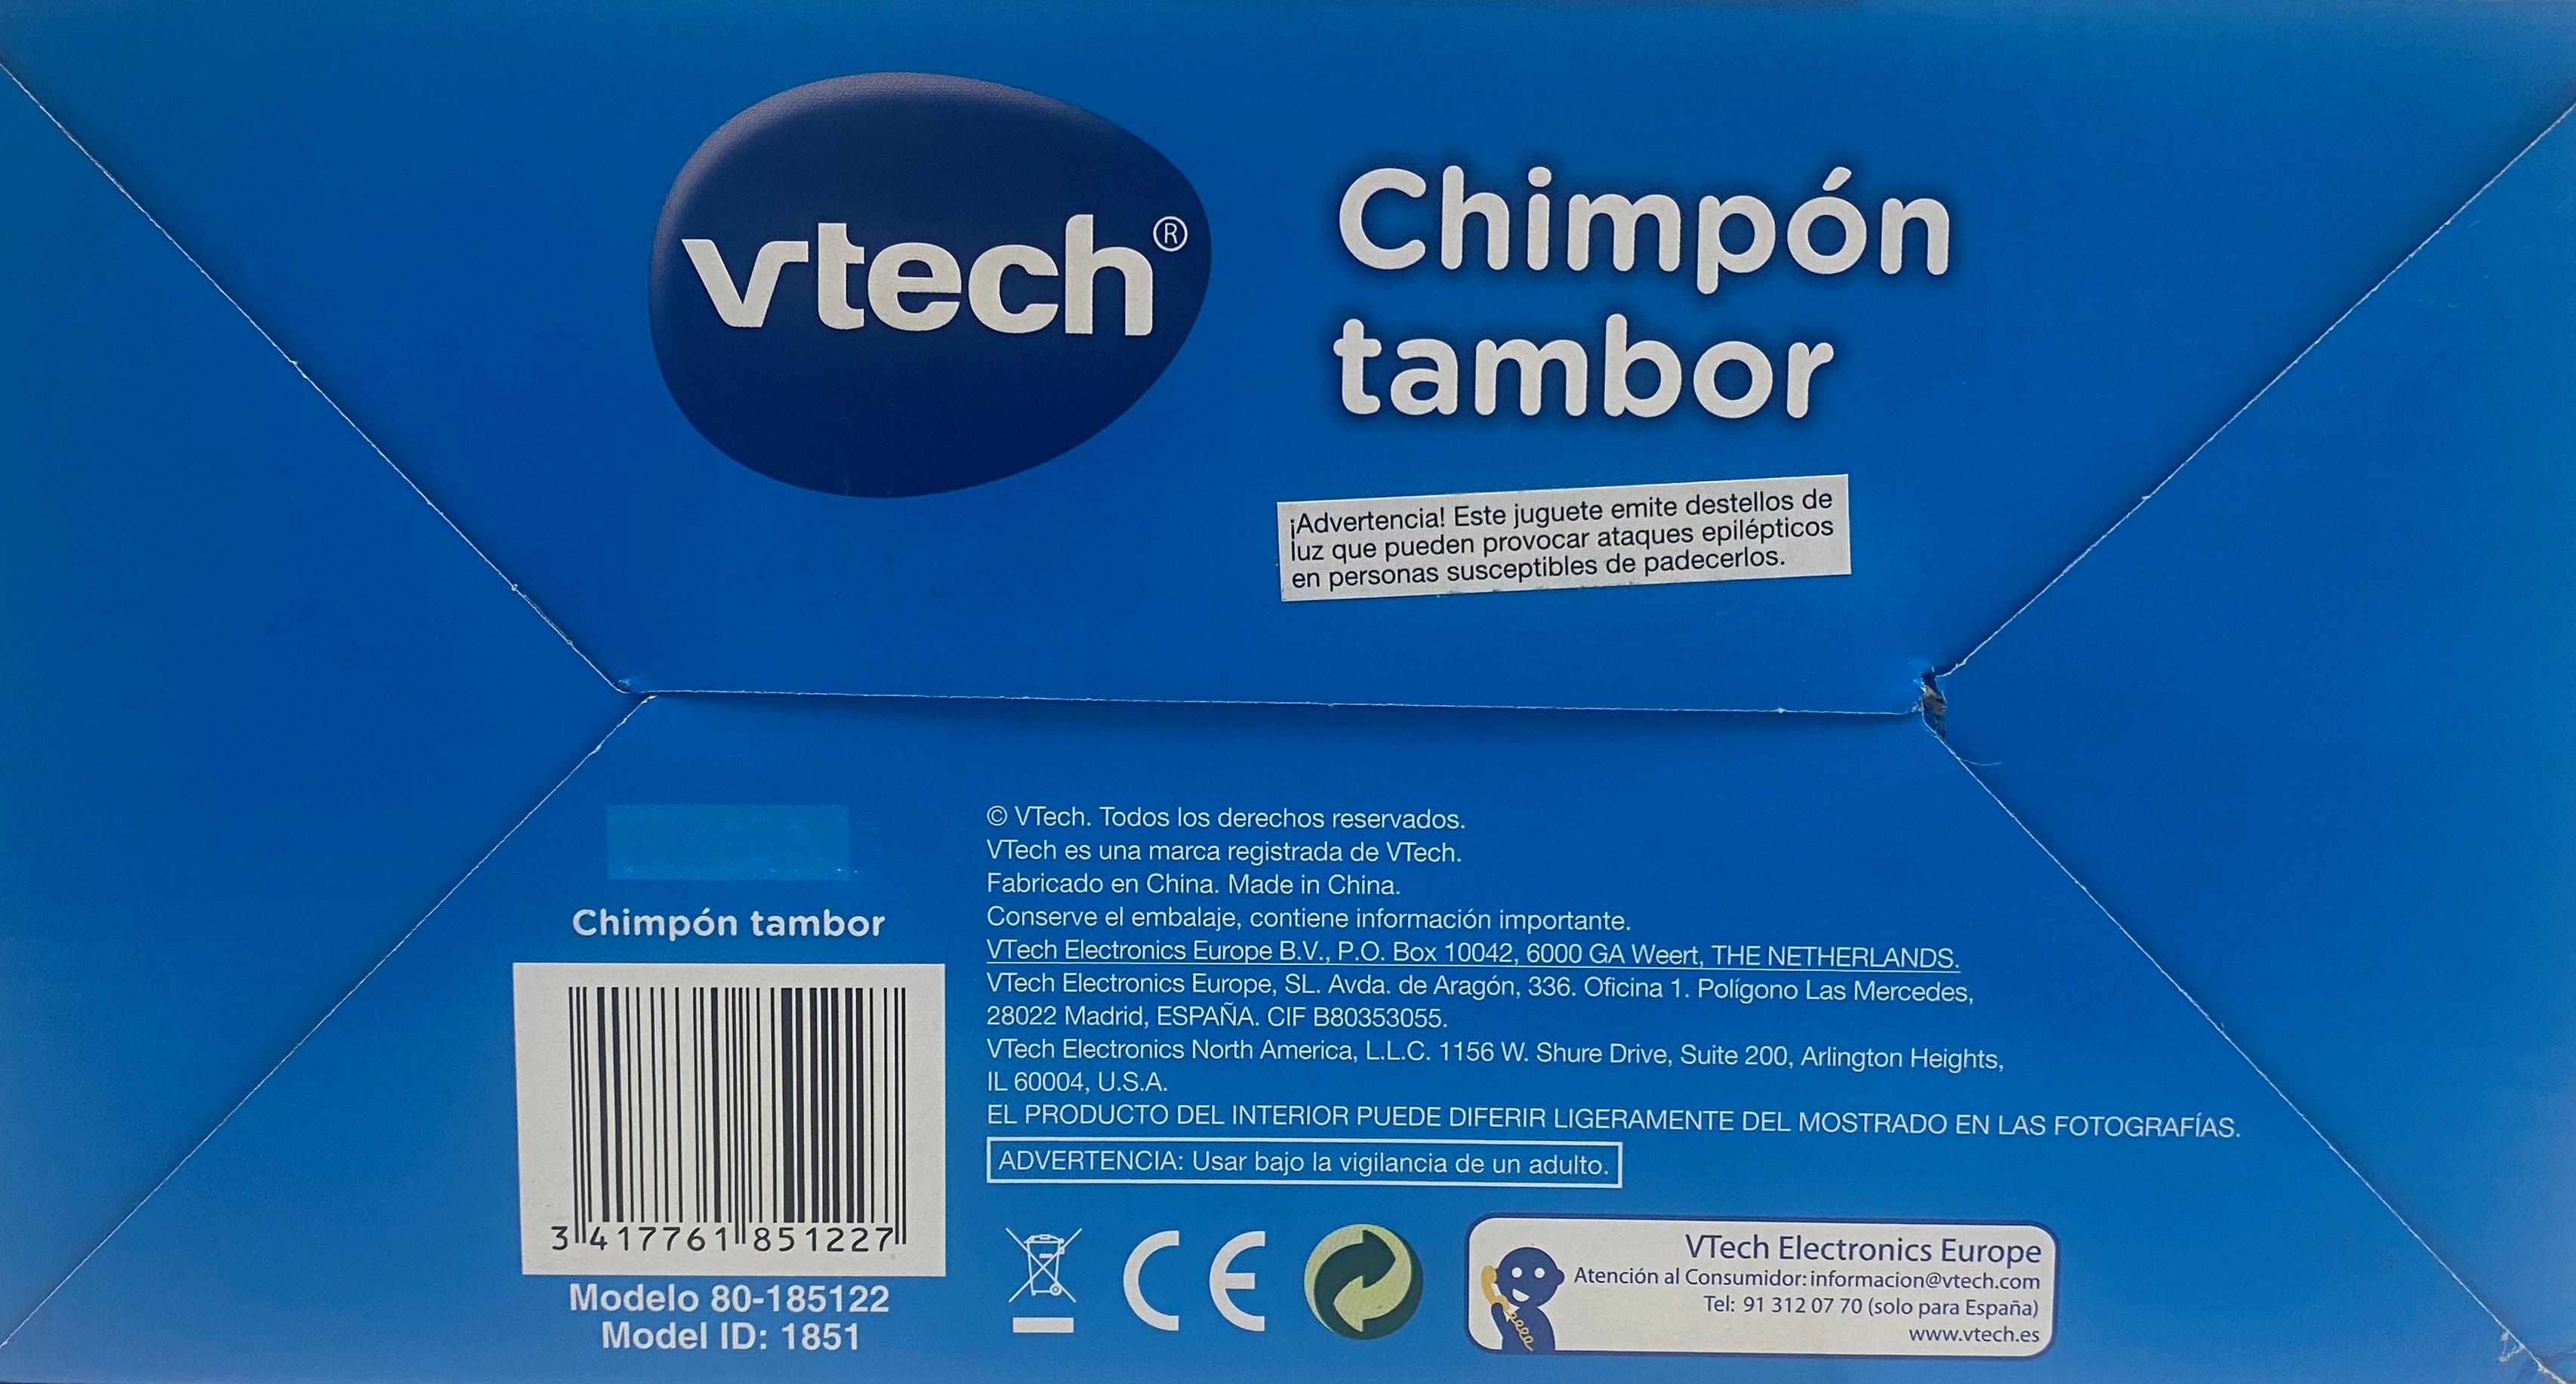 vtech®
Chimpón
tambor
¡Advertencia! Este juguete emite destellos de
luz que pueden provocar ataques epilépticos
en personas susceptibles de padecerlos.
© VTech. Todos los derechos reservados.
VTech es una marca registrada de VTech.
Fabricado en China. Made in China.
Conserve el embalaje, contiene información importante.
VTech Electronics Europe B.V., P.O. Box 10042, 6000 GA Weert, THE NETHERLANDS.
VTech Electronics Europe, SL. Avda. de Aragón, 336. Oficina 1. Polígono Las Mercedes,
28022 Madrid, ESPAÑA. CIF B80353055.
VTech Electronics North America, L.L.C. 1156 W. Shure Drive, Suite 200, Arlington Heights,
IL 60004, U.S.A.
EL PRODUCTO DEL INTERIOR PUEDE DIFERIR LIGERAMENTE DEL MOSTRADO EN LAS FOTOGRAFÍAS.
ADVERTENCIA: Usar bajo la vigilancia de un adulto.
Chimpón tambor
3 417761 851227
Modelo 80-185122
Model ID: 1851
CE
VTech Electronics Europe
Atención al Consumidor: informacion@vtech.com
Tel: 91 312 07 70 (solo para España)
www.vtech.es